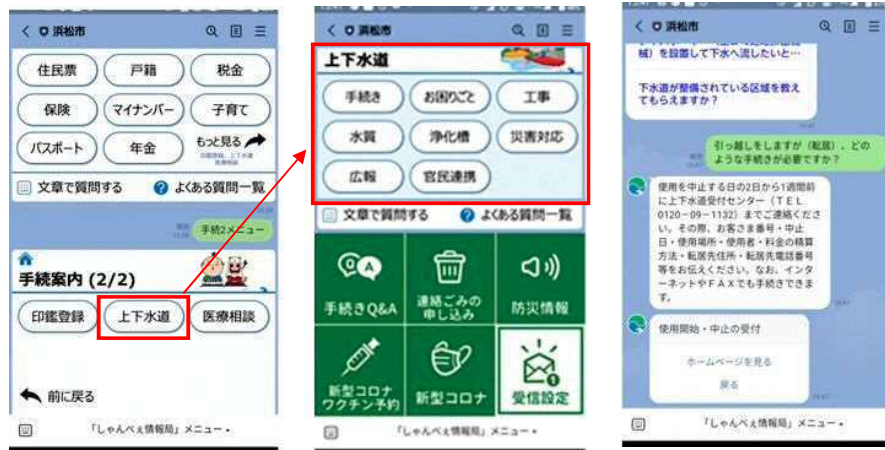 浜松市
住民票
戸籍
税金
保険
マイナンバー
子育て
パスポート
年金
もっと見る
文章で質問する
よくある質問一覧
手続2メニュー
手続案内 (2/2)
印鑑登録
上下水道
医療相談
前に戻る
「しゃんべぇ情報局」メニュー
浜松市
上下水道
手続き
お困りごと
工事
水質
浄化槽
災害対応
広報
官民連携
文章で質問する
よくある質問一覧
手続きQ&A
連絡ごみの
申し込み
防災情報
新型コロナ
ワクチン予約
新型コロナ
受信設定
「しゃんべぇ情報局」メニュー
浜松市
械）を設置して下水へ流したいと…
下水道が整備されている区域を教え
てもらえますか？
引っ越しをしますが（転居）、どの
ような手続きが必要ですか？
使用を中止する日の2日から1週間前
に上下水道受付センター（TEL
0120-09-1132）までご連絡くださ
い。その際、お客さま番号・中止
日・使用場所・使用者・料金の精算
方法・転居先住所・転居先電話番号
等をお伝えください。なお、インタ
ーネットやFAXでも手続きできま
す。
使用開始・中止の受付
ホームページを見る
戻る
「しゃんべぇ情報局」メニュー